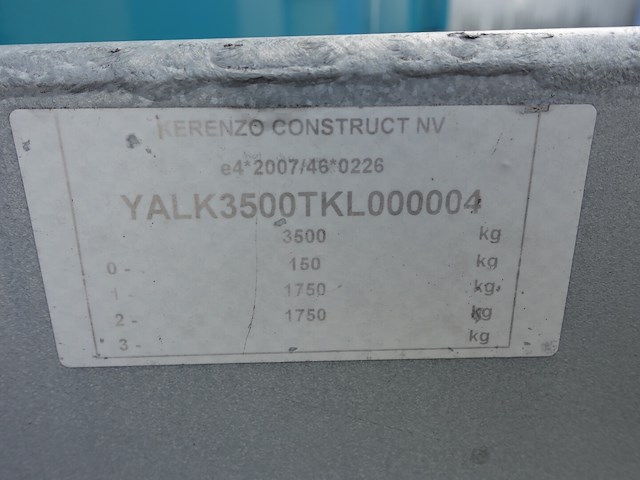 KERENZO CONSTRUCT NV
e4*2007/46*0226
YALK3500TKL000004
3500 kg
0- 150 kg
1- 1750 kg
2- 1750 kg
3- kg